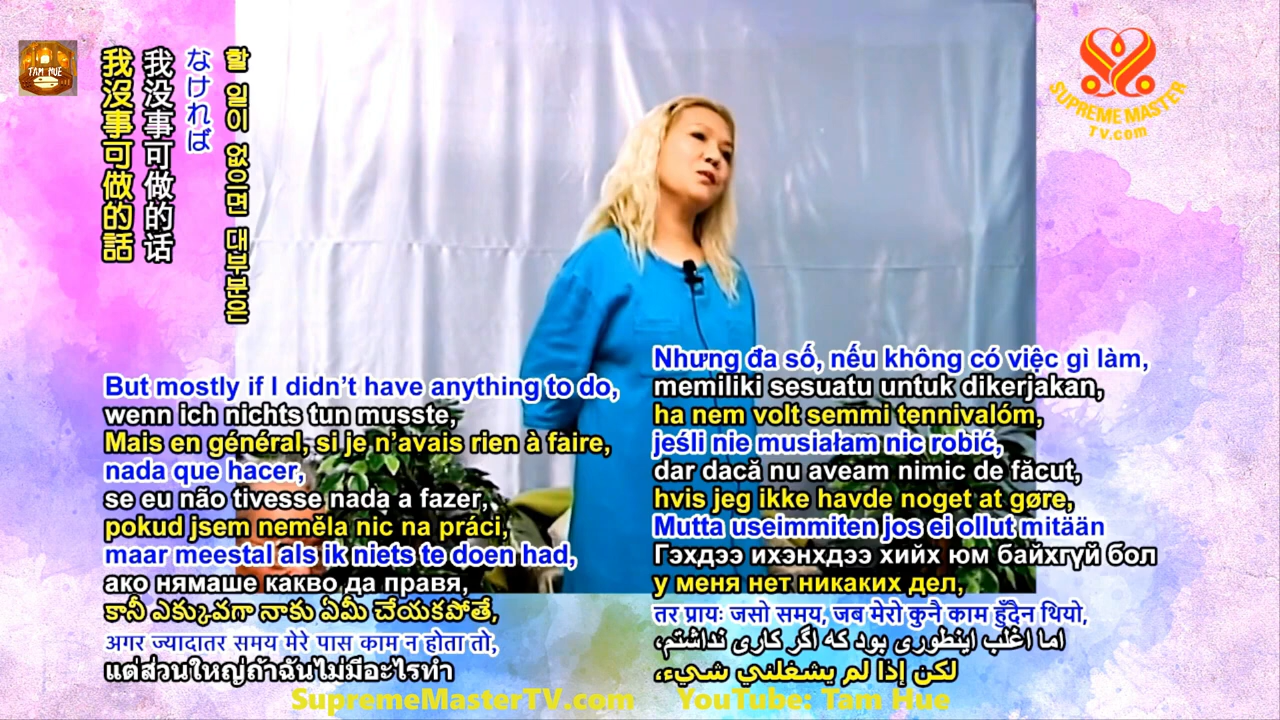 TAM HUE
我沒事可做的話
我没事可做的话
なければ
할 일이 없으면 대부분은
SUPREME MASTER
TV.com
But mostly if I didn’t have anything to do,
wenn ich nichts tun musste,
Mais en général, si je n’avais rien à faire,
nada que hacer,
se eu não tivesse nada a fazer,
pokud jsem neměla nic na práci,
maar meestal als ik niets te doen had,
ако нямаше какво да правя,
కానీ ఎక్కువగా నాకు ఏమీ చేయకపోతే,
अगर ज्यादातर समय मेरे पास काम न होता तो,
แต่ส่วนใหญ่ถ้าฉันไม่มีอะไรทำ
Nhưng đa số, nếu không có việc gì làm,
memiliki sesuatu untuk dikerjakan,
ha nem volt semmi tennivalóm,
jeśli nie musiałam nic robić,
dar dacă nu aveam nimic de făcut,
hvis jeg ikke havde noget at gøre,
Mutta useimmiten jos ei ollut mitään
Гэхдээ ихэнхдээ хийх юм байхгүй бол
у меня нет никаких дел,
तर प्रायः जसो समय, जब मेरो कुनै काम हुँदैन थियो,
اما اغلب اینطوری بود که اگر کاری نداشتم،
لكن إذا لم يشغلني شيء،
SupremeMasterTV.com YouTube: Tam Hue